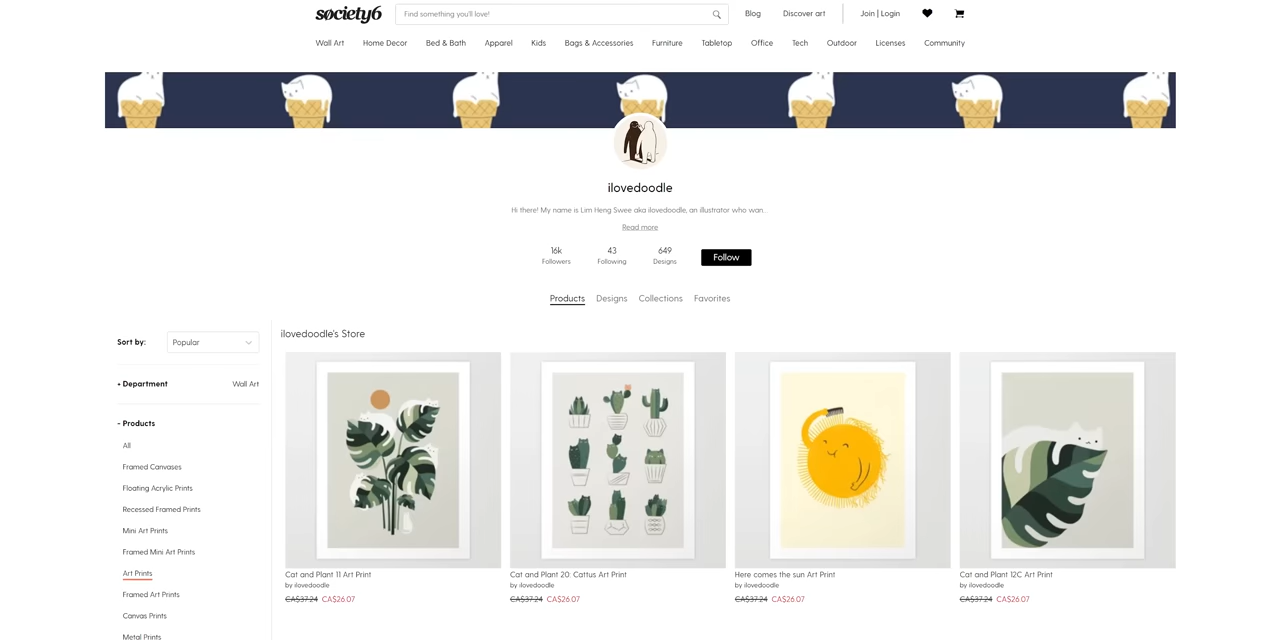 society6
Find something you'll love!
Blog
Discover art
Join | Login
Wall Art
Home Decor
Bed & Bath
Apparel
Kids
Bags & Accessories
Furniture
Tabletop
Office
Tech
Outdoor
Licenses
Community
ilovedoodle
Hi there! My name is Lim Heng Swee aka ilovedoodle, an illustrator who wan...
Read more
16k
Followers
43
Following
649
Designs
Follow
Products
Designs
Collections
Favorites
Sort by:
Popular
+ Department
Wall Art
- Products
All
Framed Canvases
Floating Acrylic Prints
Recessed Framed Prints
Mini Art Prints
Framed Mini Art Prints
Art Prints
Framed Art Prints
Canvas Prints
Metal Prints
ilovedoodle's Store
Cat and Plant 11 Art Print
by ilovedoodle
CA$37.24 CA$26.07
Cat and Plant 20: Cattus Art Print
by ilovedoodle
CA$37.24 CA$26.07
Here comes the sun Art Print
by ilovedoodle
CA$37.24 CA$26.07
Cat and Plant 12C Art Print
by ilovedoodle
CA$37.24 CA$26.07